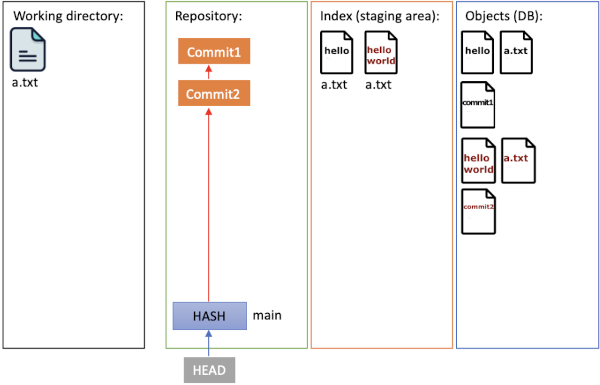 Working directory:
a.txt
Repository:
Commit1
Commit2
HASH
main
HEAD
Index (staging area):
hello
a.txt
hello
world
a.txt
Objects (DB):
hello
a.txt
commit1
hello
world
a.txt
commit2